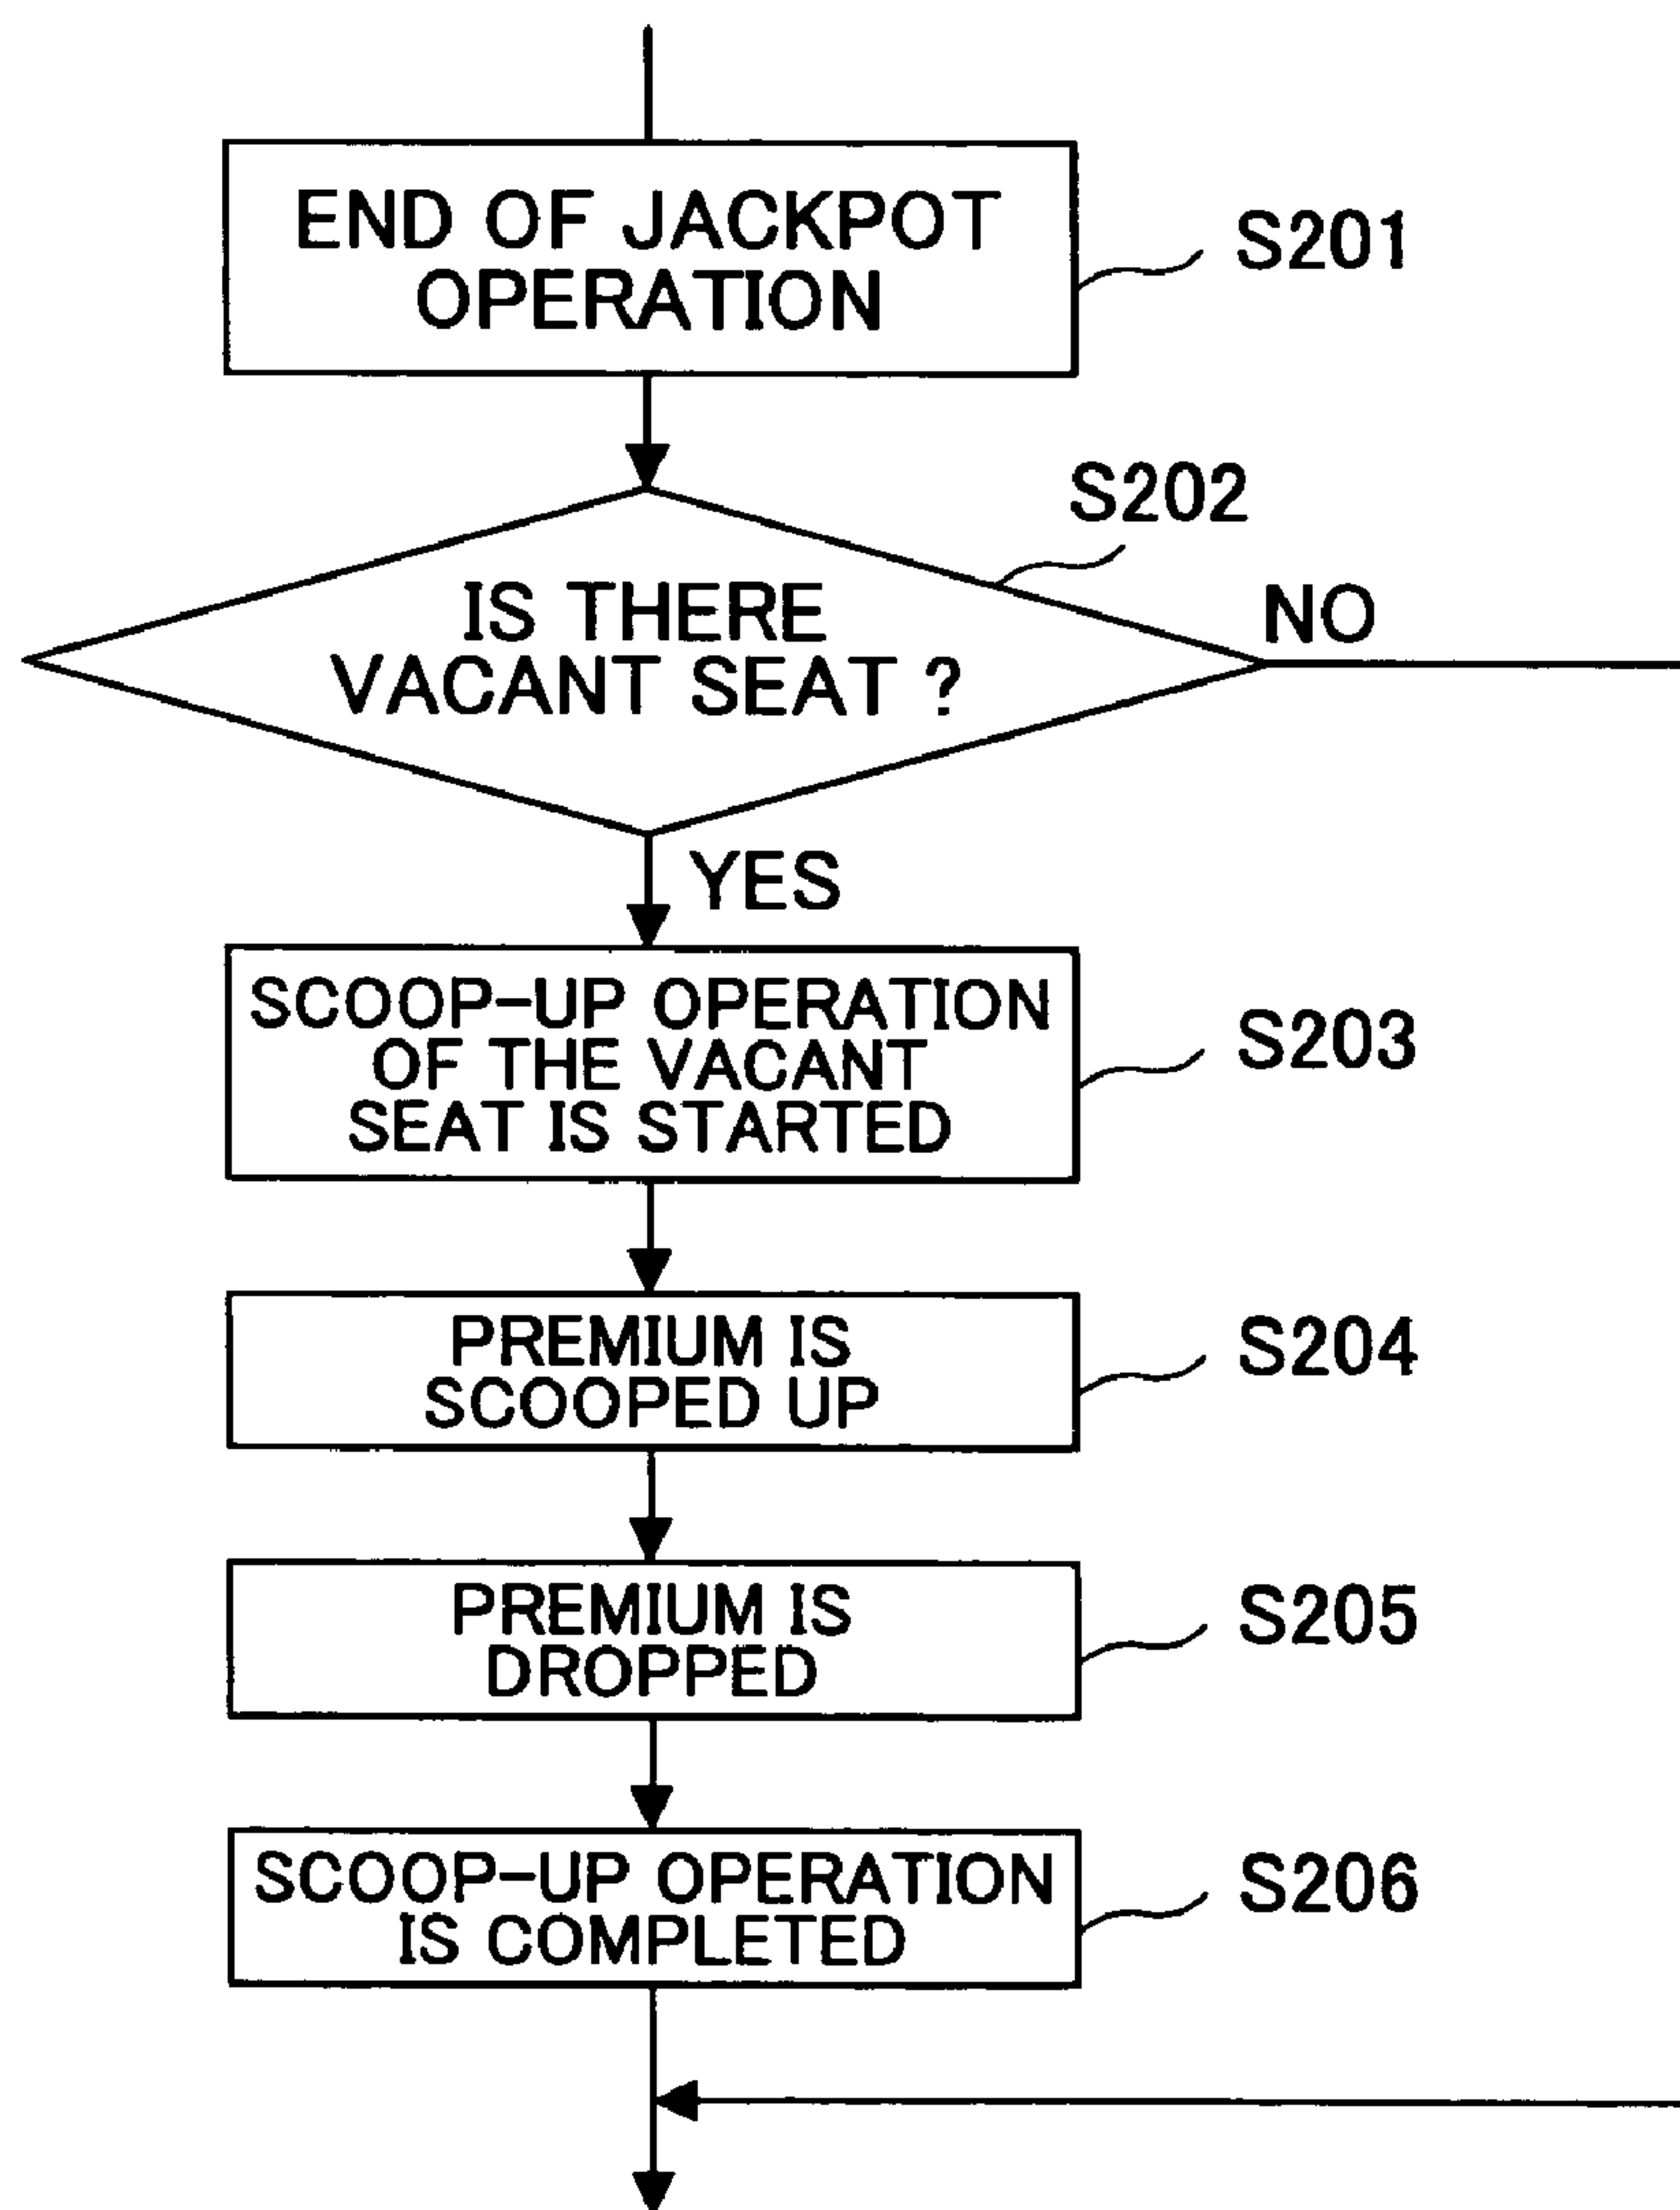 END OF JACKPOT
OPERATION
S201
S202
IS THERE
VACANT SEAT ?
NO
YES
SCOOP-UP OPERATION
OF THE VACANT
SEAT IS STARTED
S203
PREMIUM IS
SCOOPED UP
S204
PREMIUM IS
DROPPED
S205
SCOOP-UP OPERATION
IS COMPLETED
S206